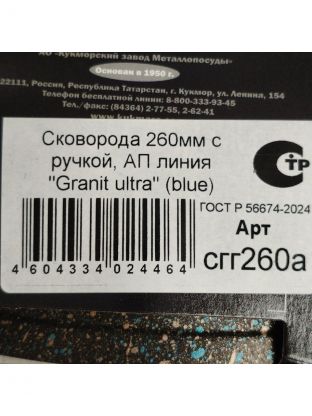 АО «Кукморский завод Металлопосуды»
Основан в 1950 г.
422111, Россия, Республика Татарстан, г. Кукмор, ул. Ленина, 154
Телефон бесплатной линии: 8-800-333-93-45
Тел./факс: (84364) 2-77-55, 2-62-41
Сковорода 260мм с
ручкой, АП линия
"Granit ultra" (blue)
4 604334 024464
СТР
ГОСТ Р 56674-2024
Арт
сгг260а